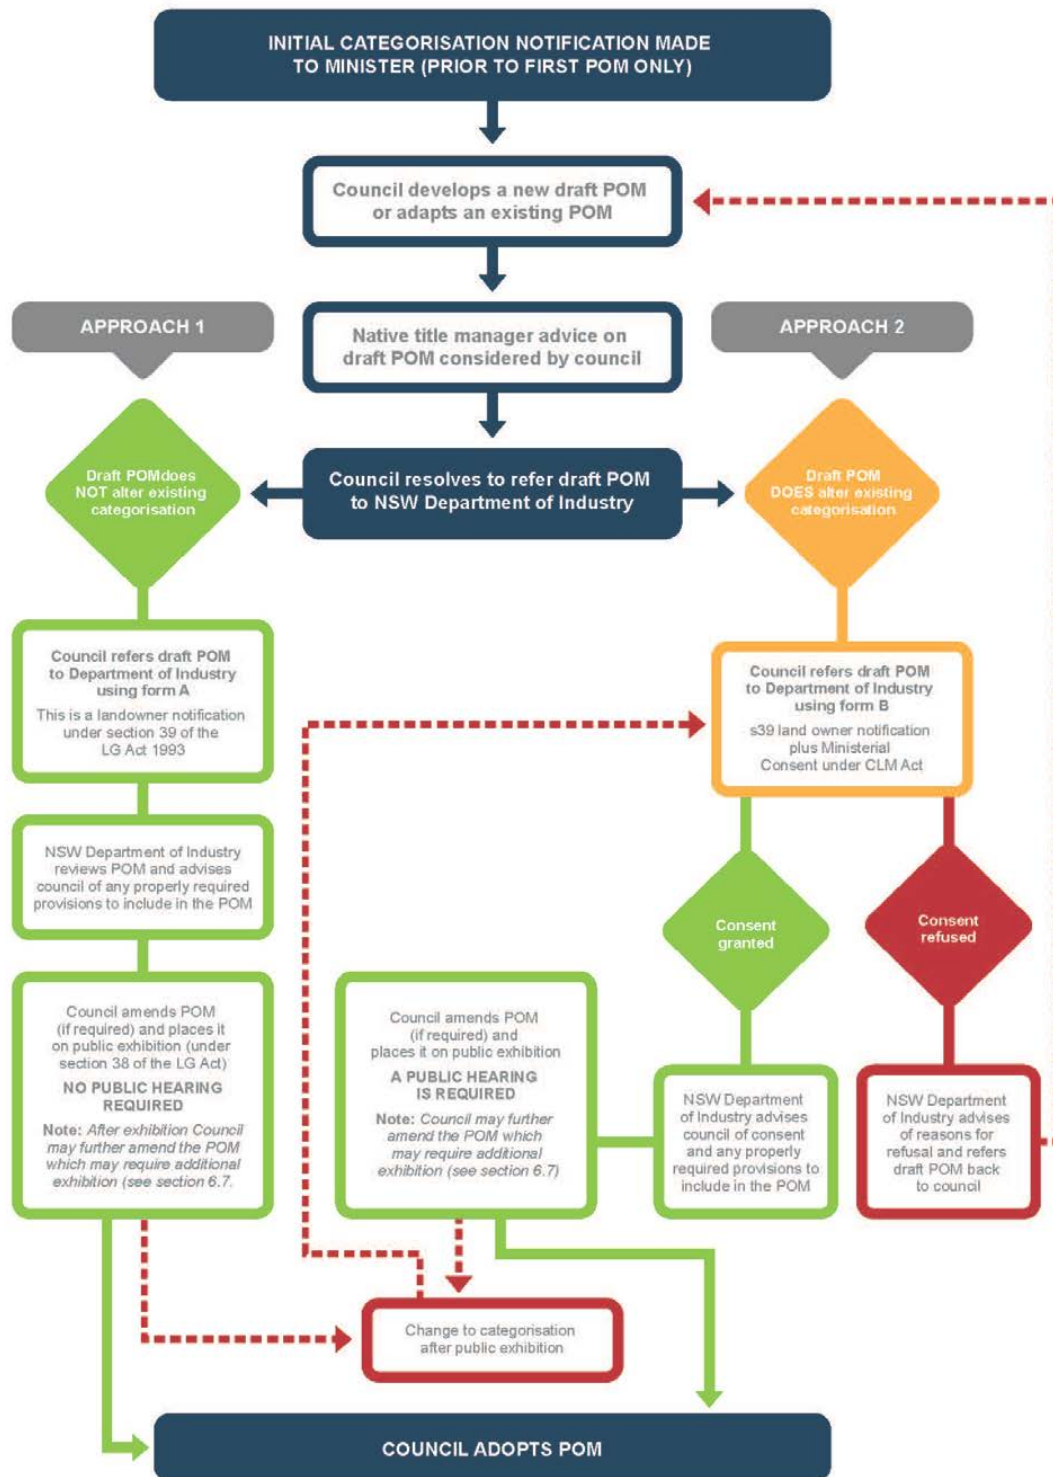 INITIAL CATEGORISATION NOTIFICATION MADE
TO MINISTER (PRIOR TO FIRST POM ONLY)
Council develops a new draft POM
or adapts an existing POM
APPROACH 1
Native title manager advice on
draft POM considered by council
APPROACH 2
Draft POMdoes
NOT alter existing
categorisation
Council resolves to refer draft POM
to NSW Department of Industry
Draft POM
DOES alter existing
categorisation
Council refers draft POM
to Department of Industry
using form A
This is a landowner notification
under section 39 of the
LG Act 1993
Council refers draft POM
to Department of Industry
using form B
s39 land owner notification
plus Ministerial
Consent under CLM Act
NSW Department of Industry
reviews POM and advises
council of any properly required
provisions to include in the POM
Consent
granted
Consent
refused
Council amends POM
(if required) and places it
on public exhibition (under
section 38 of the LG Act)
NO PUBLIC HEARING
REQUIRED
Note: After exhibition Council
may further amend the POM
which may require additional
exhibition (see section 6.7.
Council amends POM
(if required) and
places it on public exhibition
A PUBLIC HEARING
IS REQUIRED
Note: Council may further
amend the POM which
may require additional
exhibition (see section 6.7)
NSW Department
of Industry advises
council of consent
and any properly
required provisions to
include in the POM
NSW Department
of Industry advises
of reasons for
refusal and refers
draft POM back
to council
Change to categorisation
after public exhibition
COUNCIL ADOPTS POM